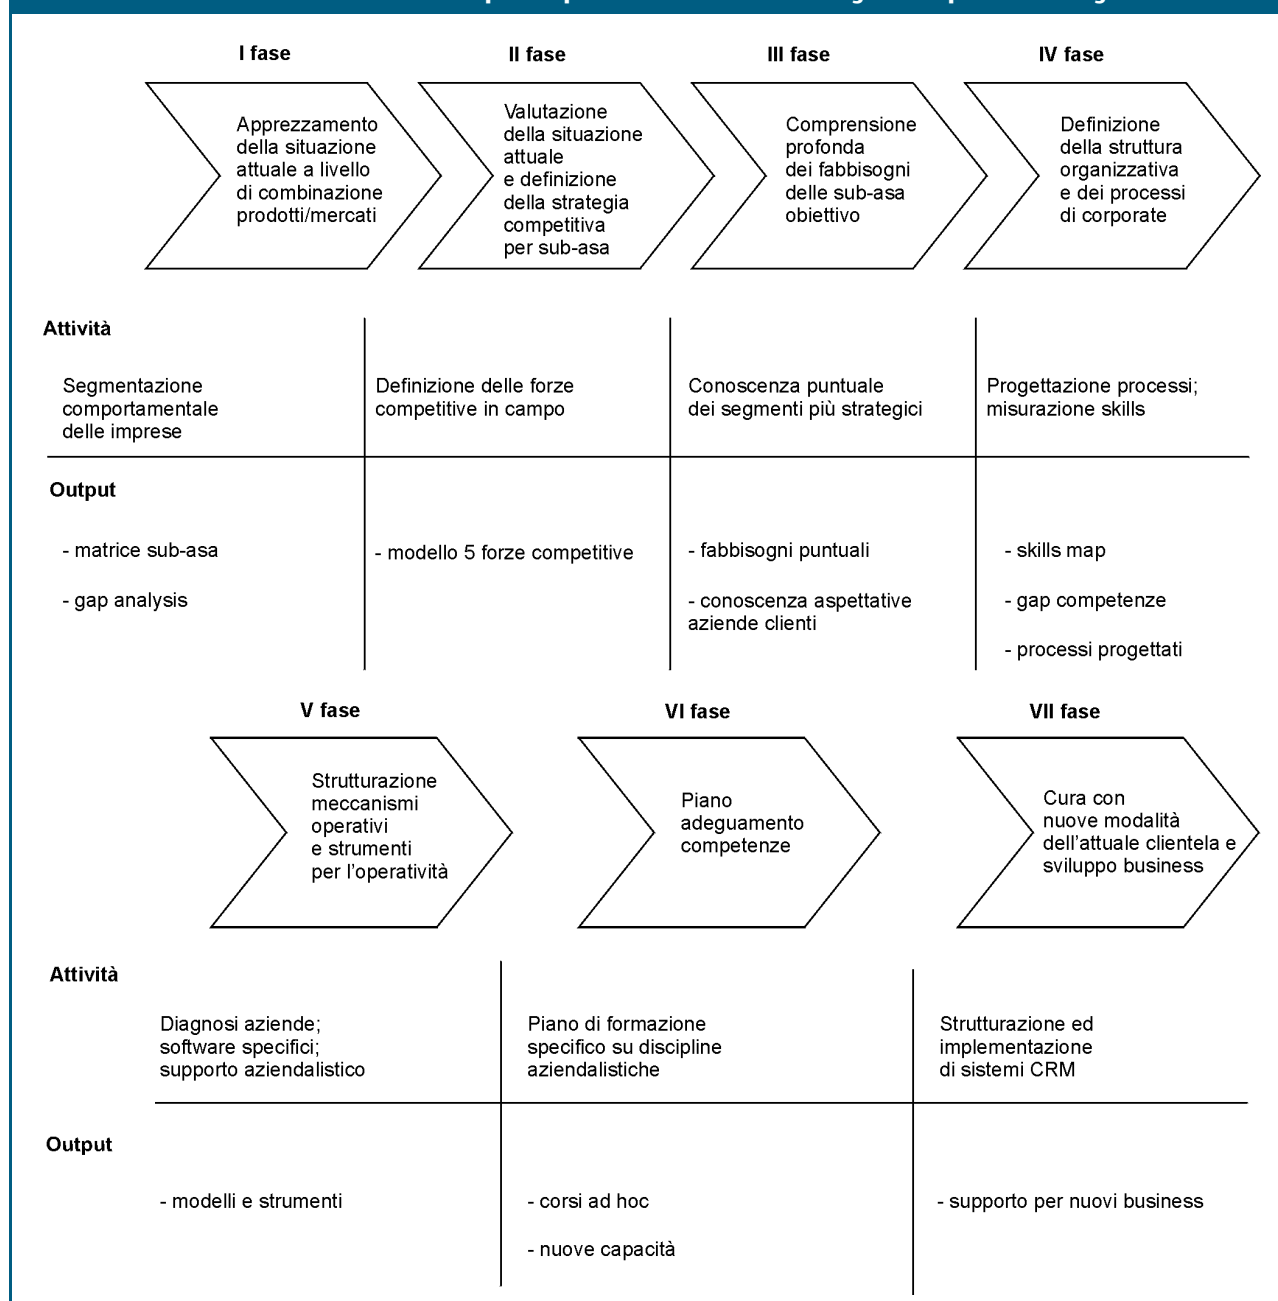 I fase
II fase
III fase
IV fase
Apprezzamento
della situazione
attuale a livello
di combinazione
prodotti/mercati
Valutazione
della situazione
attuale
e definizione
della strategia
competitiva
per sub-asa
Comprensione
profonda
dei fabbisogni
delle sub-asa
obiettivo
Definizione
della struttura
organizzativa
e dei processi
di corporate
Attività
Segmentazione
comportamentale
delle imprese
Definizione delle forze
competitive in campo
Conoscenza puntuale
dei segmenti più strategici
Progettazione processi;
misurazione skills
Output
- matrice sub-asa
- gap analysis
- modello 5 forze competitive
- fabbisogni puntuali
- conoscenza aspettative
aziende clienti
- skills map
- gap competenze
- processi progettati
V fase
VI fase
VII fase
Strutturazione
meccanismi
operativi
e strumenti
per l'operatività
Piano
adeguamento
competenze
Cura con
nuove modalità
dell'attuale clientela e
sviluppo business
Attività
Diagnosi aziende;
software specifici;
supporto aziendalistico
Piano di formazione
specifico su discipline
aziendalistiche
Strutturazione ed
implementazione
di sistemi CRM
Output
- modelli e strumenti
- corsi ad hoc
- nuove capacità
- supporto per nuovi business